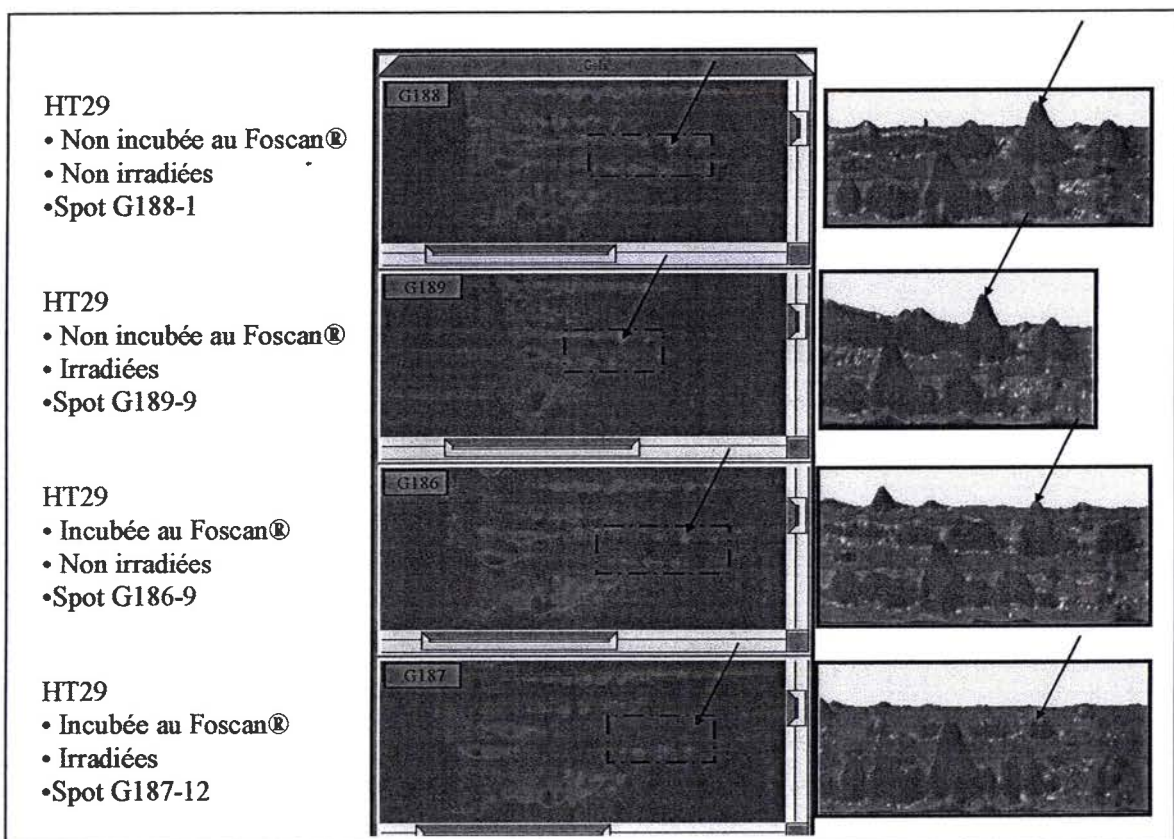 HT29
• Non incubée au Foscan®
• Non irradiées
•Spot G188-1
G188
HT29
• Non incubée au Foscan®
• Irradiées
•Spot G189-9
G189
HT29
• Incubée au Foscan®
• Non irradiées
•Spot G186-9
G186
HT29
• Incubée au Foscan®
• Irradiées
•Spot G187-12
G187